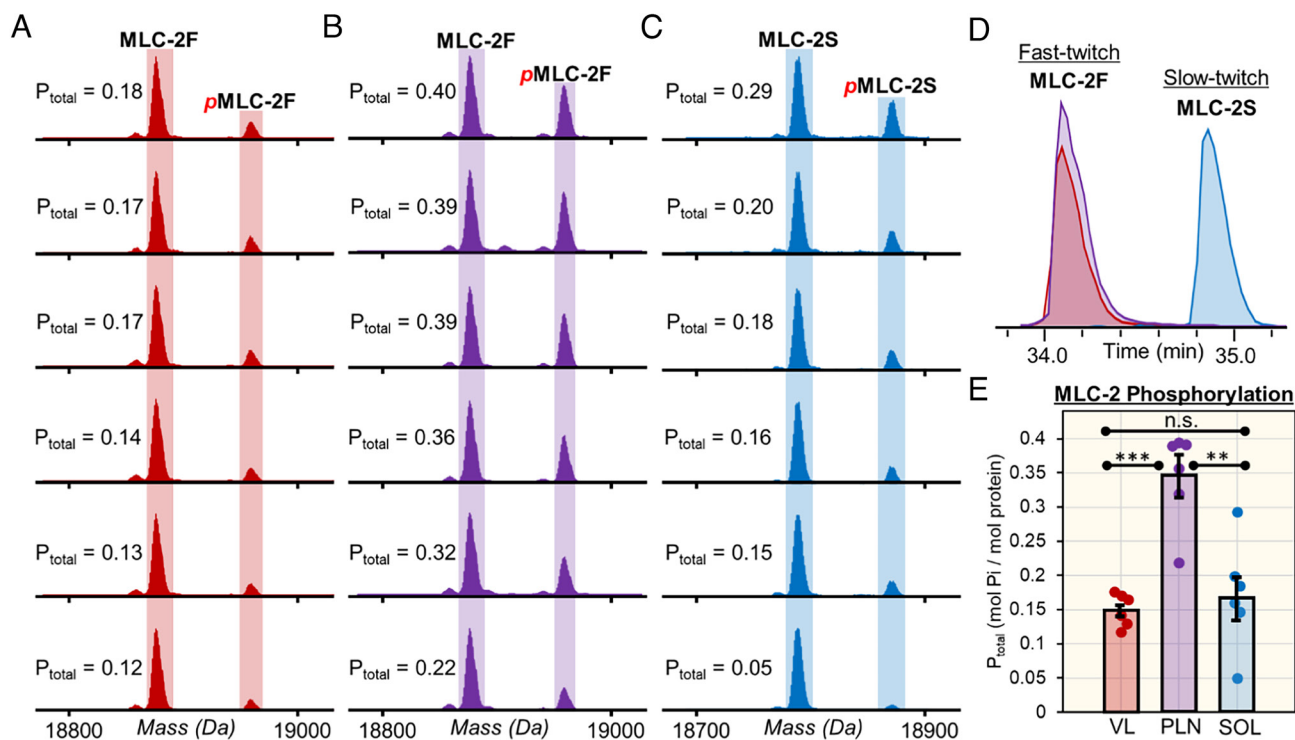 A
MLC-2F
pMLC-2F
Ptotal = 0.18
Ptotal = 0.17
Ptotal = 0.17
Ptotal = 0.14
Ptotal = 0.13
Ptotal = 0.12
18800 Mass (Da) 19000
B
MLC-2F
pMLC-2F
Ptotal = 0.40
Ptotal = 0.39
Ptotal = 0.39
Ptotal = 0.36
Ptotal = 0.32
Ptotal = 0.22
18800 Mass (Da) 19000
C
MLC-2S
pMLC-2S
Ptotal = 0.29
Ptotal = 0.20
Ptotal = 0.18
Ptotal = 0.16
Ptotal = 0.15
Ptotal = 0.05
18700 Mass (Da) 18900
D
Fast-twitch
MLC-2F
Slow-twitch
MLC-2S
34.0 Time (min) 35.0
E
MLC-2 Phosphorylation
n.s.
*** **
Ptotal (mol Pi / mol protein)
0.4
0.35
0.3
0.25
0.2
0.15
0.1
0.05
0
VL PLN SOL